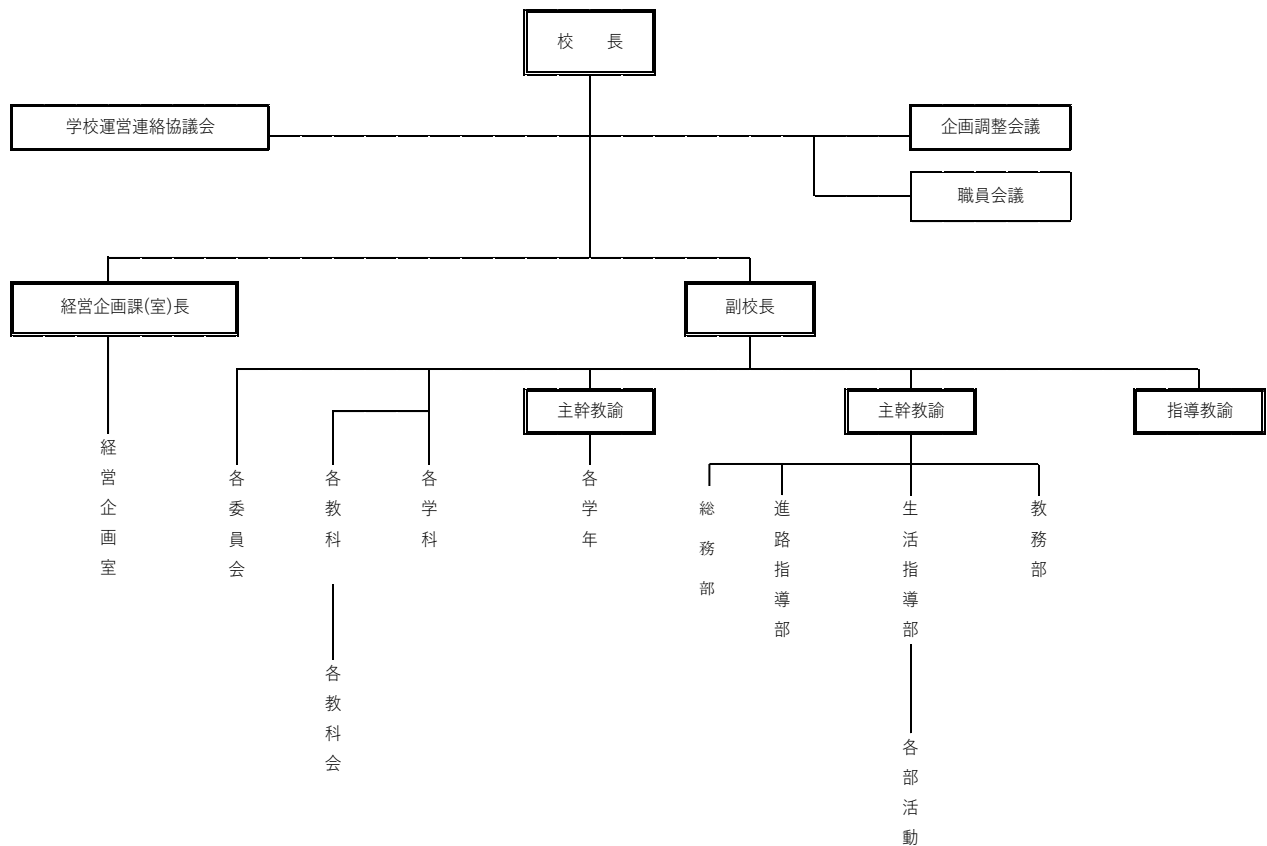 校　　長
学校運営連絡協議会
企画調整会議
職員会議
経営企画課(室)長
副校長
主幹教諭
主幹教諭
指導教諭
経営企画室
各委員会
各教科
各学科
各学年
総務部
進路指導部
生活指導部
教務部
各教科会
各部活動